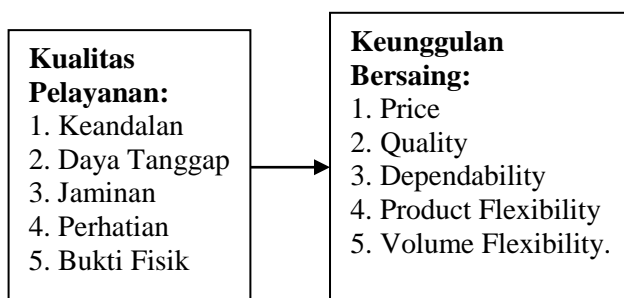 Kualitas
Pelayanan:
1. Keandalan
2. Daya Tanggap
3. Jaminan
4. Perhatian
5. Bukti Fisik
Keunggulan
Bersaing:
1. Price
2. Quality
3. Dependability
4. Product Flexibility
5. Volume Flexibility.